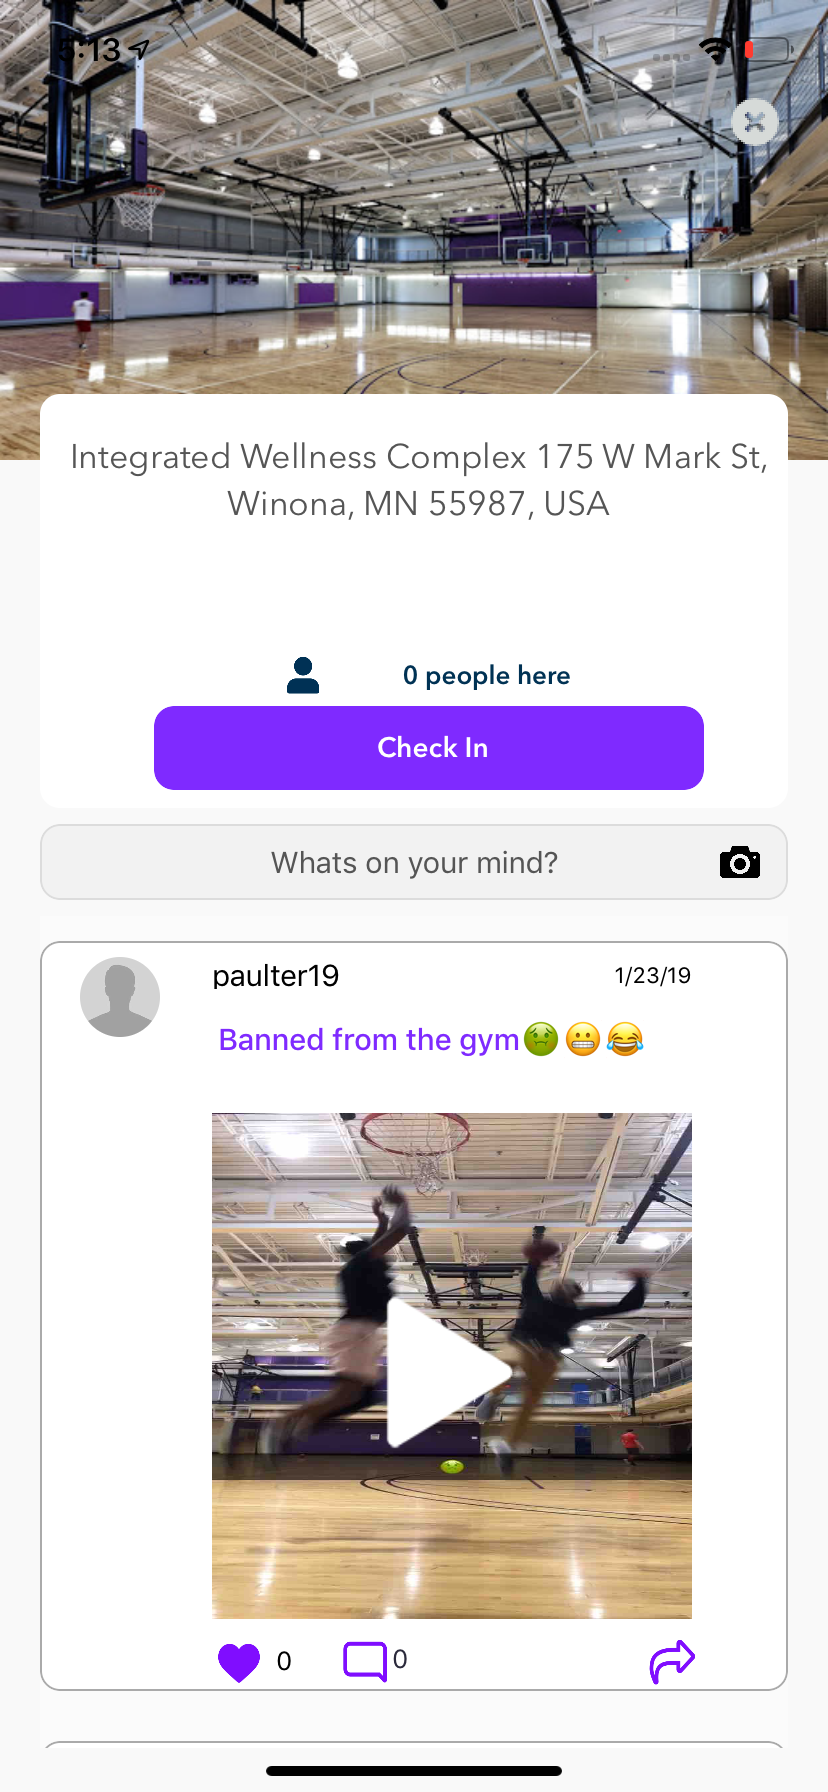 5:13
Integrated Wellness Complex 175 W Mark St,
Winona, MN 55987, USA
0 people here
Check In
Whats on your mind?
paulter19
1/23/19
Banned from the gym🤢😬😂
0
0